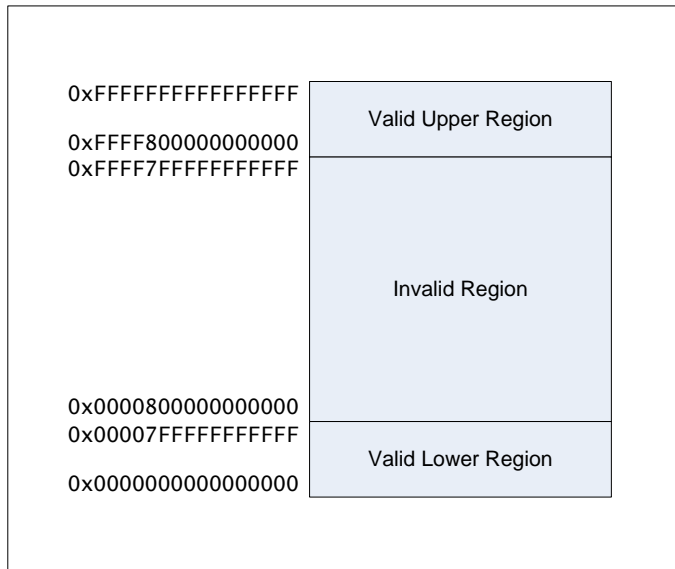 0xFFFFFFFFFFFFFFFF
Valid Upper Region
0xFFFF800000000000
0xFFFF7FFFFFFFFFFF
Invalid Region
0x0000800000000000
0x00007FFFFFFFFFFF
Valid Lower Region
0x0000000000000000